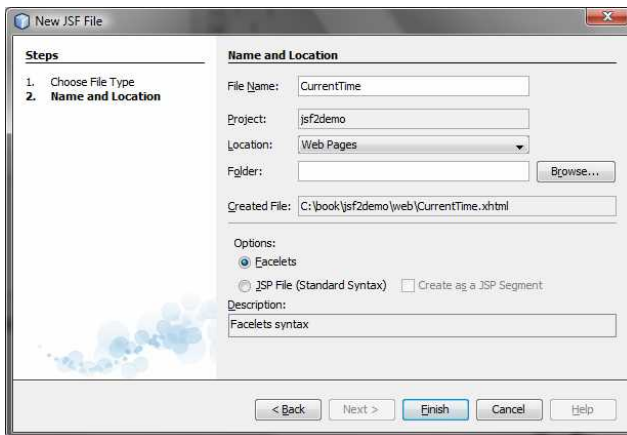 New JSF File
Steps
1. Choose File Type
2. Name and Location
Name and Location
File Name: CurrentTime
Project: jsf2demo
Location: Web Pages
Folder: Browse...
Created File: C:\book\jsf2demo\web\CurrentTime.xhtml
Options:
Facelets
JSP File (Standard Syntax) Create as a JSP Segment
Description:
Facelets syntax
< Back Next > Finish Cancel Help